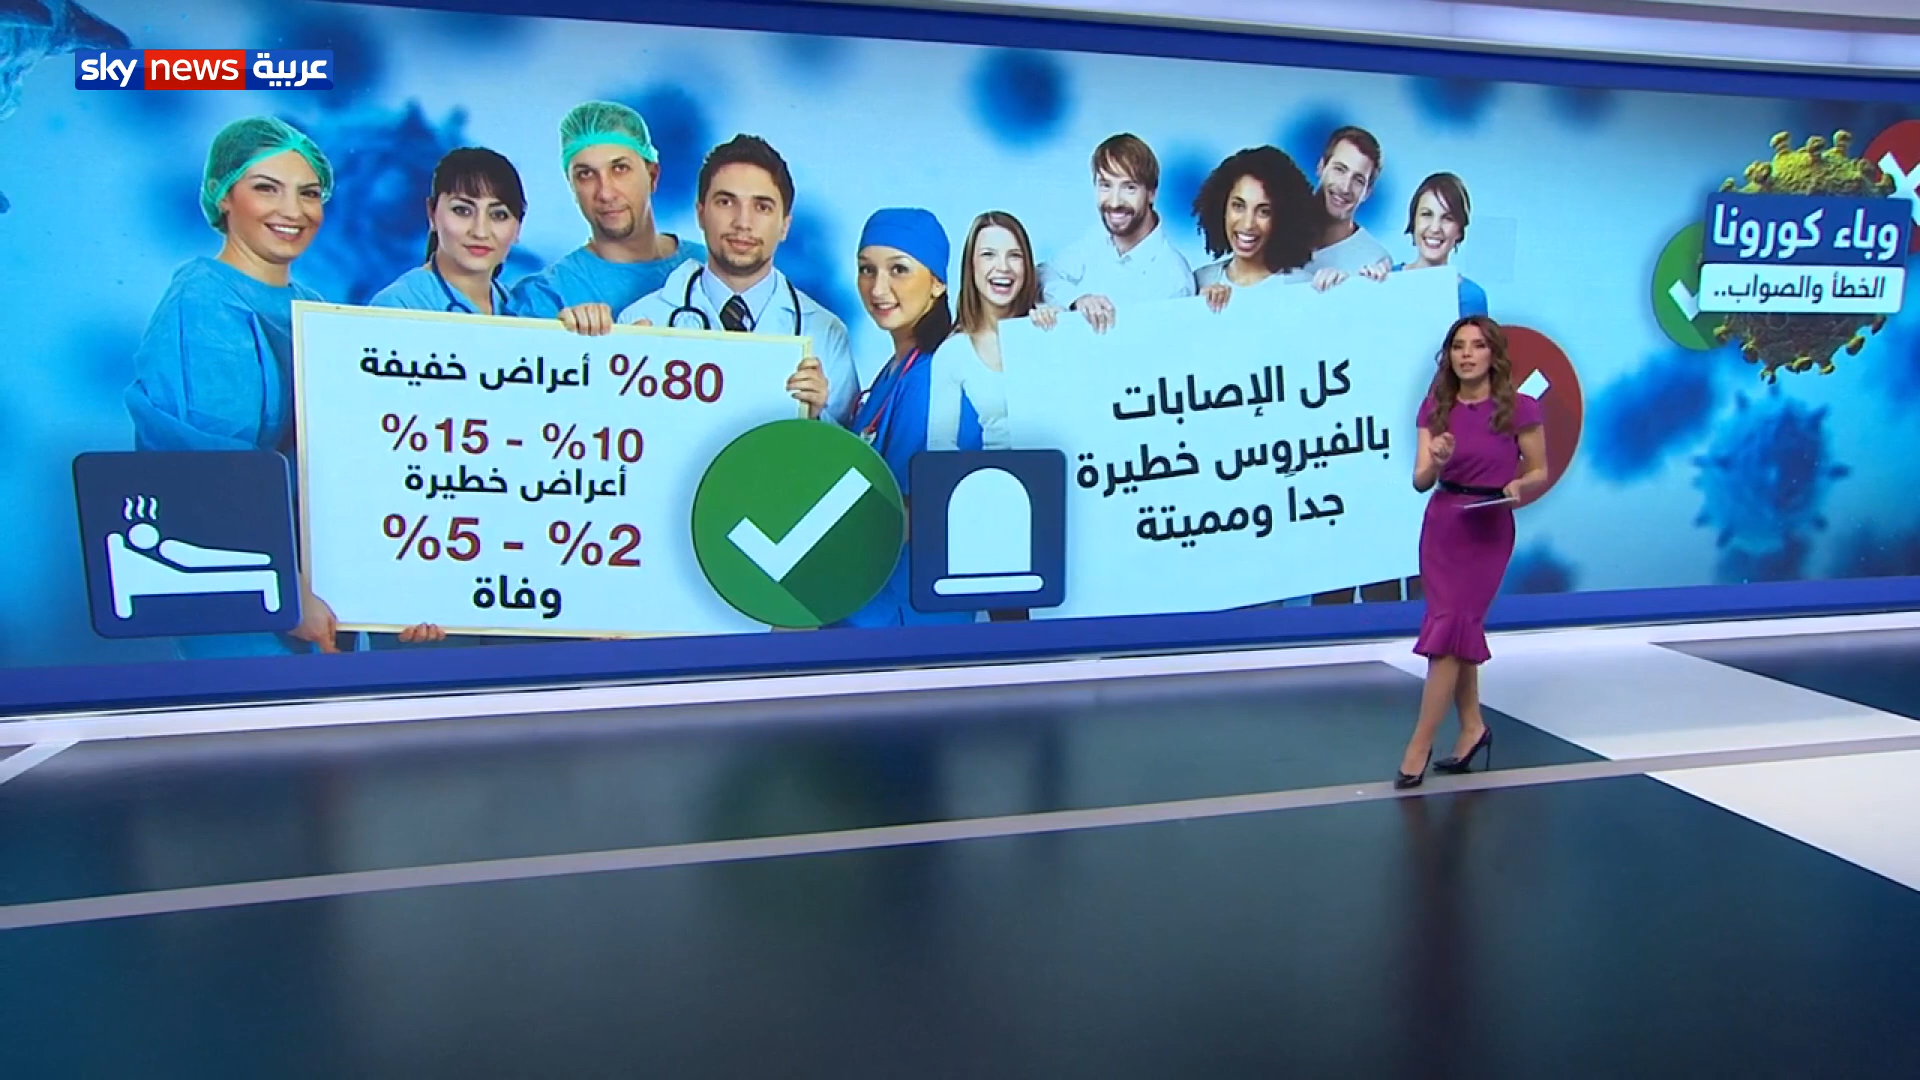 sky news عربية
وباء كورونا
الخطأ والصواب..
كل الإصابات
بالفيروس خطيرة
جداً ومميتة
%80 أعراض خفيفة
%10 - %15
أعراض خطيرة
%2 - %5
وفاة